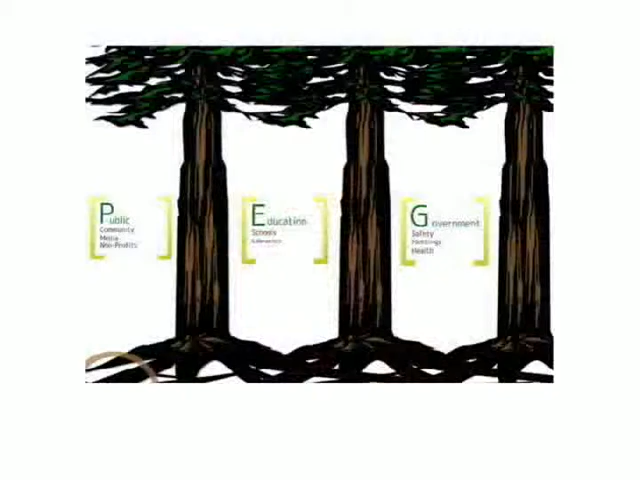 Public
Community
Media
Non-Profits
Education
Schools
Government
Safety
Health